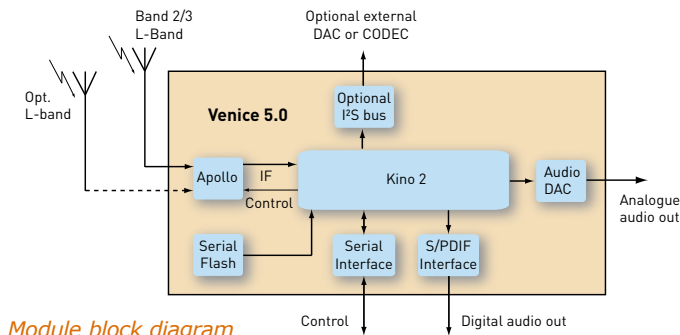 Band 2/3
L-Band
Optional external
DAC or CODEC
Opt.
L-band
Venice 5.0
Optional
I²S bus
Apollo
IF
Control
Kino 2
Audio
DAC
Analogue
audio out
Serial
Flash
Serial
Interface
S/PDIF
Interface
Control
Digital audio out
Module block diagram